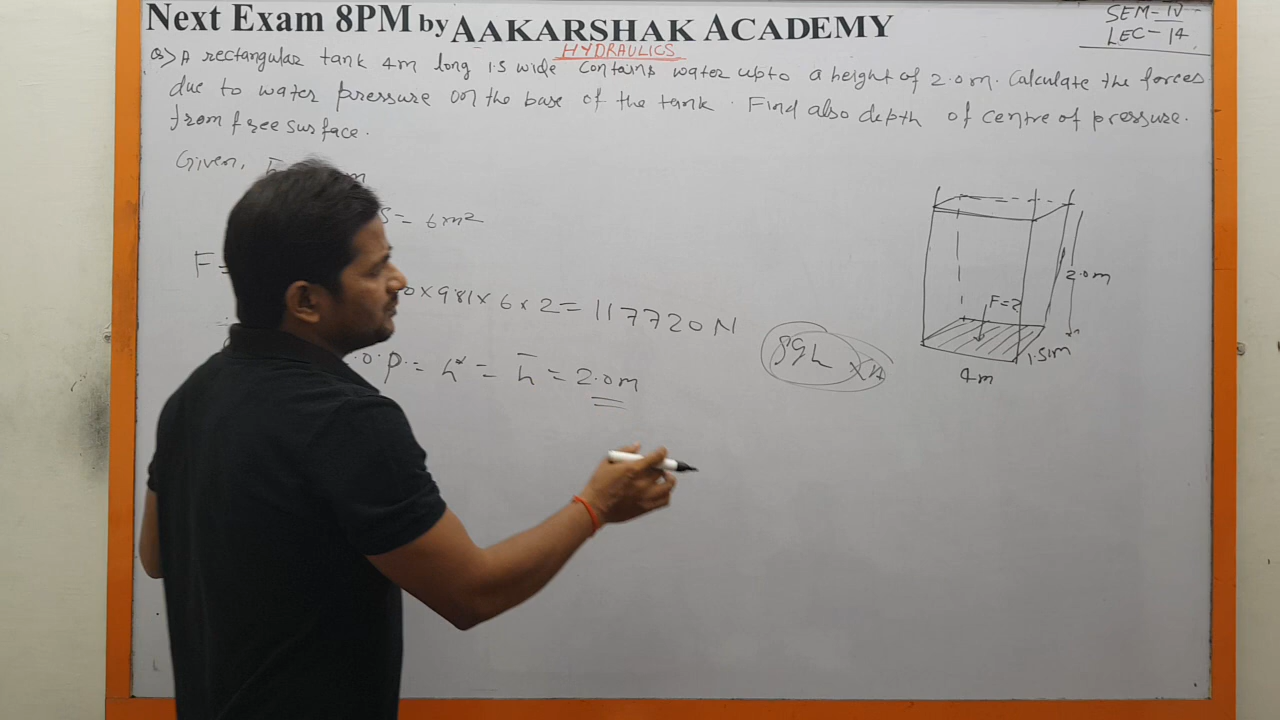 Next Exam 8PM by AAKARSHAK ACADEMY
SEM-IV
LEC-14
HYDRAULICS
Q> A rectangular tank 4m long 1.5 wide contains water upto a height of 2.0m. Calculate the forces
due to water pressure on the base of the tank. Find also depth of centre of pressure.
from free surface.
Given,
= 6m²
F=
0×9.81×6×2=117720 N
.O.P.= h* = h̅ = 2.0m
ρgh ×A
F=?
2.0m
1.51m
4m